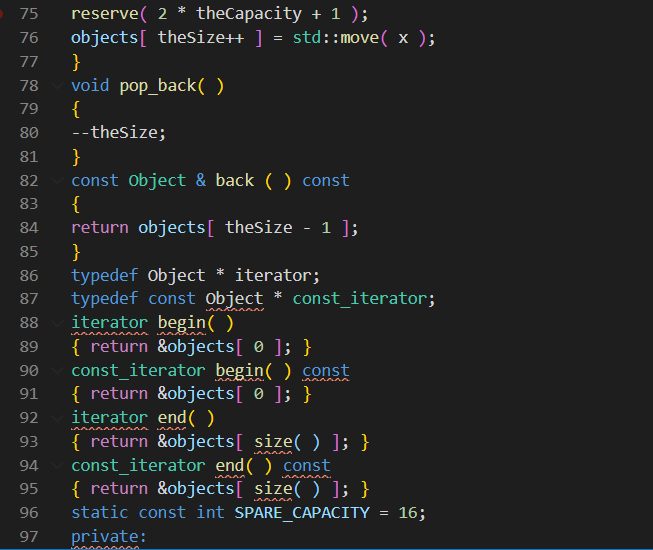 75 reserve( 2 * theCapacity + 1 );
76 objects[ theSize++ ] = std::move( x );
77 }
78 void pop_back( )
79 {
80 --theSize;
81 }
82 const Object & back ( ) const
83 {
84 return objects[ theSize - 1 ];
85 }
86 typedef Object * iterator;
87 typedef const Object * const_iterator;
88 iterator begin( )
89 { return &objects[ 0 ]; }
90 const_iterator begin( ) const
91 { return &objects[ 0 ]; }
92 iterator end( )
93 { return &objects[ size( ) ]; }
94 const_iterator end( ) const
95 { return &objects[ size( ) ]; }
96 static const int SPARE_CAPACITY = 16;
97 private: